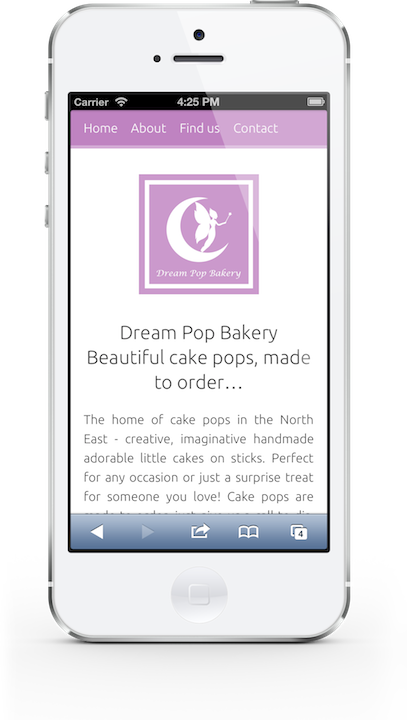 Carrier 4:25 PM
Home About Find us Contact
Dream Pop Bakery
Dream Pop Bakery
Beautiful cake pops, made
to order…
The home of cake pops in the North
East - creative, imaginative handmade
adorable little cakes on sticks. Perfect
for any occasion or just a surprise treat
for someone you love! Cake pops are
4